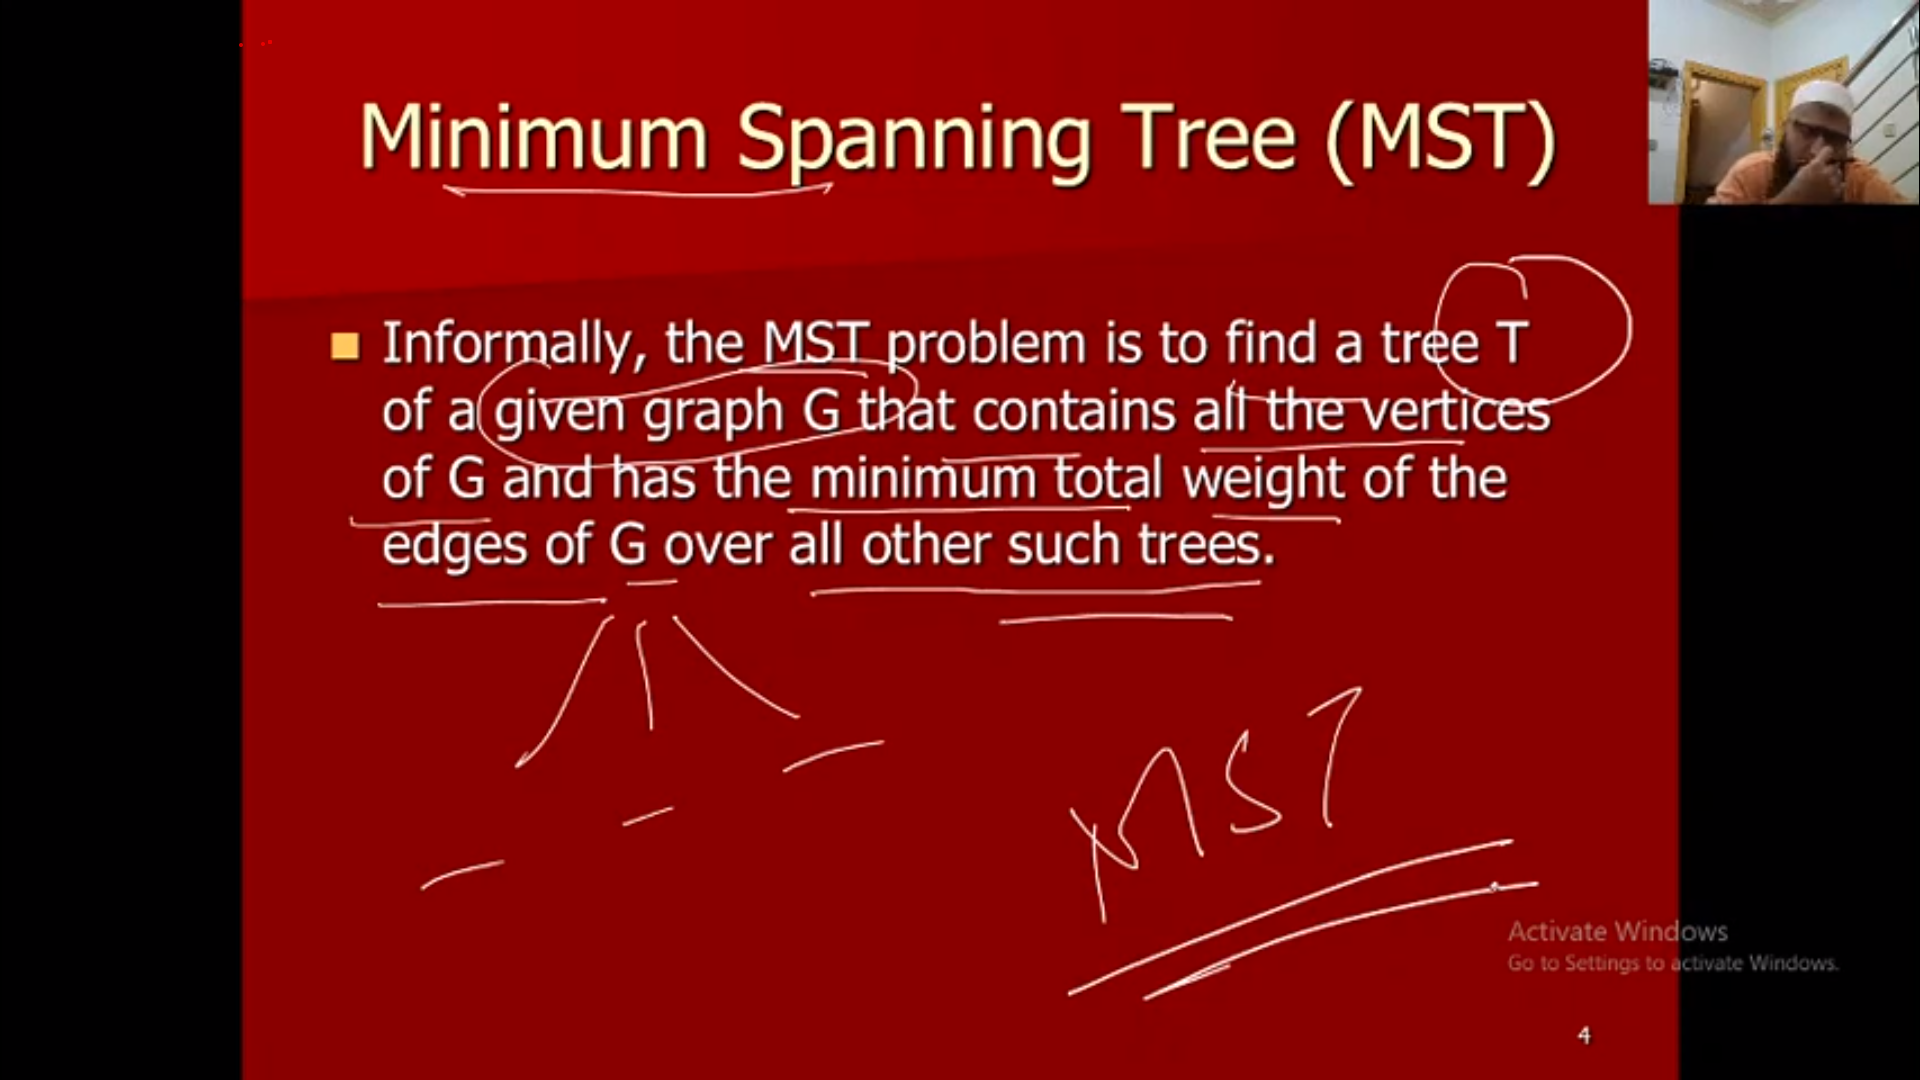 Minimum Spanning Tree (MST)
Informally, the MST problem is to find a tree T
of a given graph G that contains all the vertices
of G and has the minimum total weight of the
edges of G over all other such trees.
MST
Activate Windows
Go to Settings to activate Windows.
4